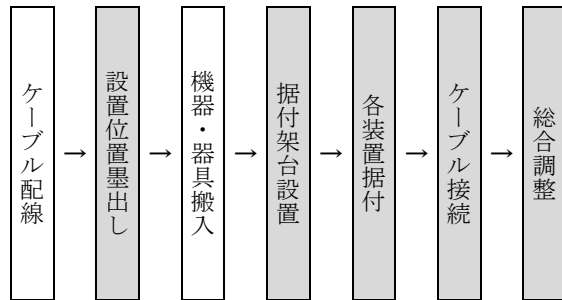 ケーブル配線
→
設置位置墨出し
→
機器・器具搬入
→
据付架台設置
→
各装置据付
→
ケーブル接続
→
総合調整